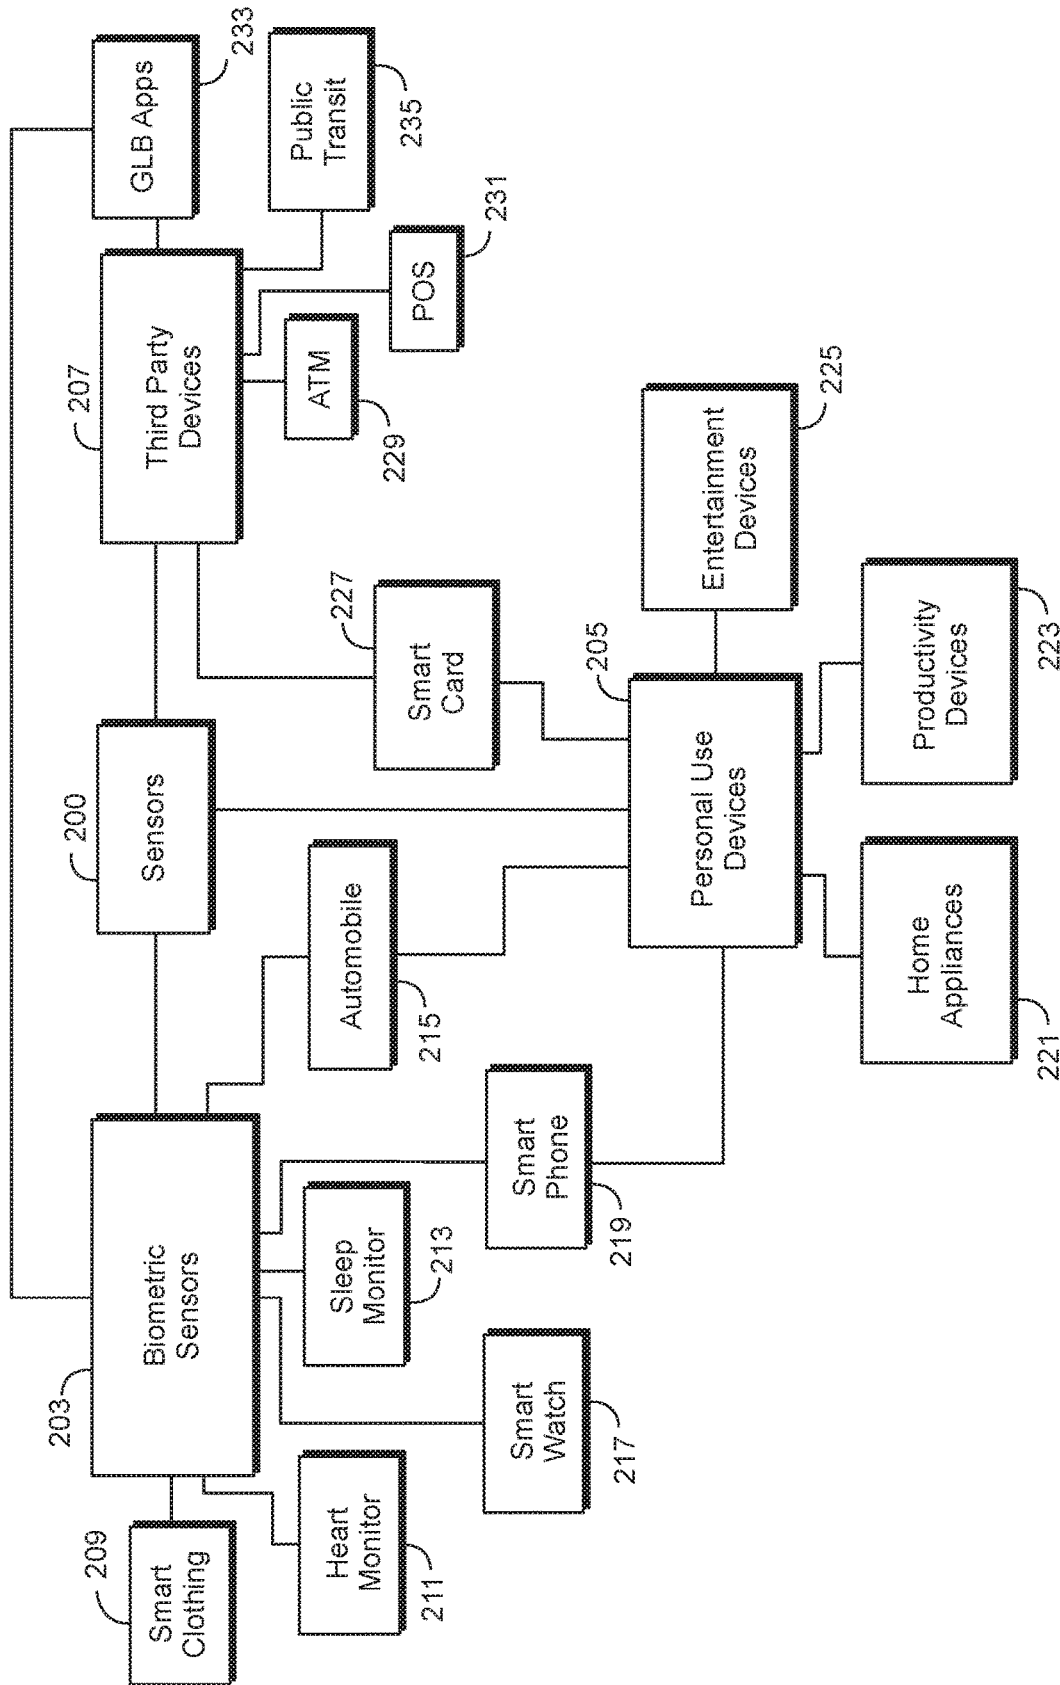 203
Biometric
Sensors
200
Sensors
207
Third Party
Devices
GLB Apps
233
209
Smart
Clothing
Heart
Monitor
211
Sleep
Monitor
213
Automobile
215
227
Smart
Card
ATM
229
POS
231
Public
Transit
235
Smart
Watch
217
Smart
Phone
219
205
Personal Use
Devices
Entertainment
Devices
225
Home
Appliances
221
Productivity
Devices
223